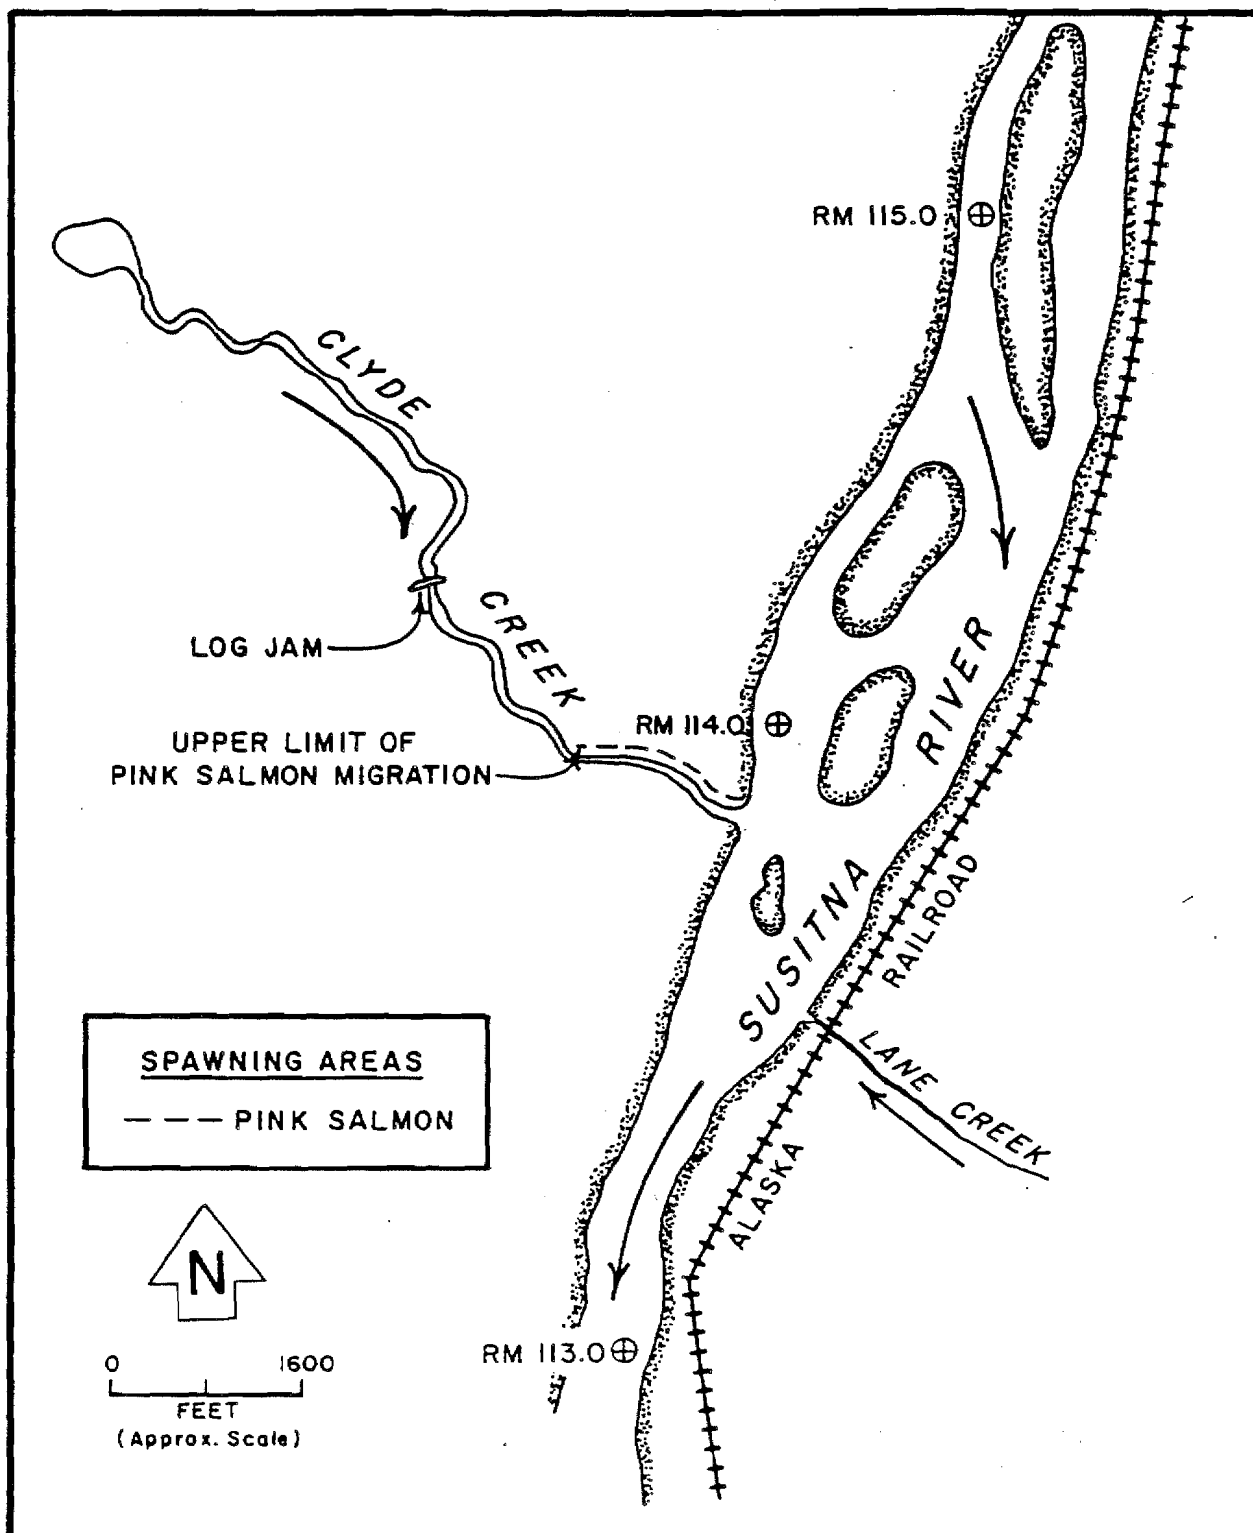 RM 115.0
CLYDE CREEK
LOG JAM
RM 114.0
UPPER LIMIT OF
PINK SALMON MIGRATION
SUSITNA RIVER
ALASKA RAILROAD
LANE CREEK
SPAWNING AREAS
--- PINK SALMON
N
RM 113.0
0 1600
FEET
(Approx. Scale)